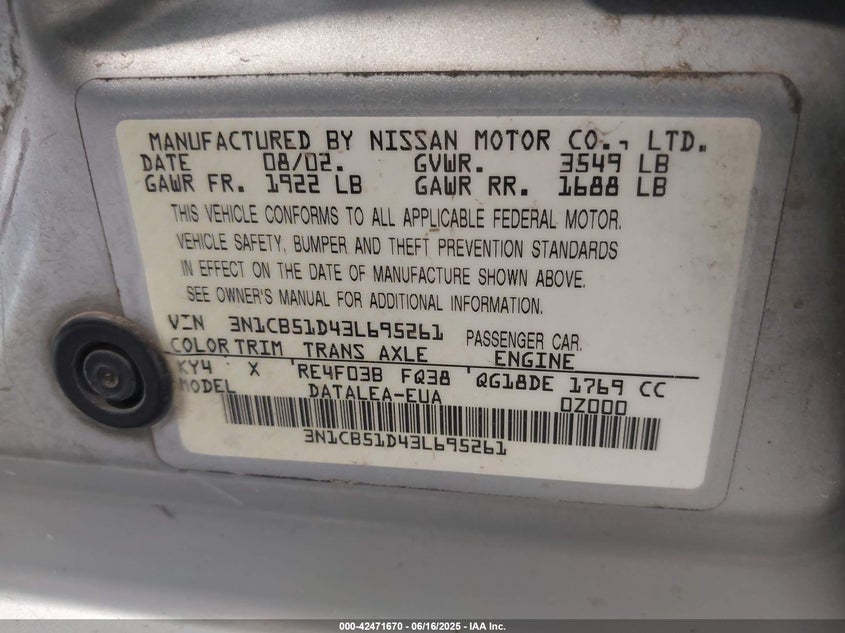 MANUFACTURED BY NISSAN MOTOR CO., LTD.
DATE 08/02. GVWR. 3549 LB
GAWR FR. 1922 LB GAWR RR. 1688 LB
THIS VEHICLE CONFORMS TO ALL APPLICABLE FEDERAL MOTOR.
VEHICLE SAFETY, BUMPER AND THEFT PREVENTION STANDARDS
IN EFFECT ON THE DATE OF MANUFACTURE SHOWN ABOVE.
SEE OWNER'S MANUAL FOR ADDITIONAL INFORMATION.
VIN 3N1CB51D43L695261 PASSENGER CAR.
COLOR TRIM TRANS AXLE ENGINE
KY4 X 'RE4F03B FQ38 'QG18DE 1769 CC
MODEL DATALEA-EUA 0Z000
3N1CB51D43L695261
000-42471670 - 06/16/2025 - IAA Inc.